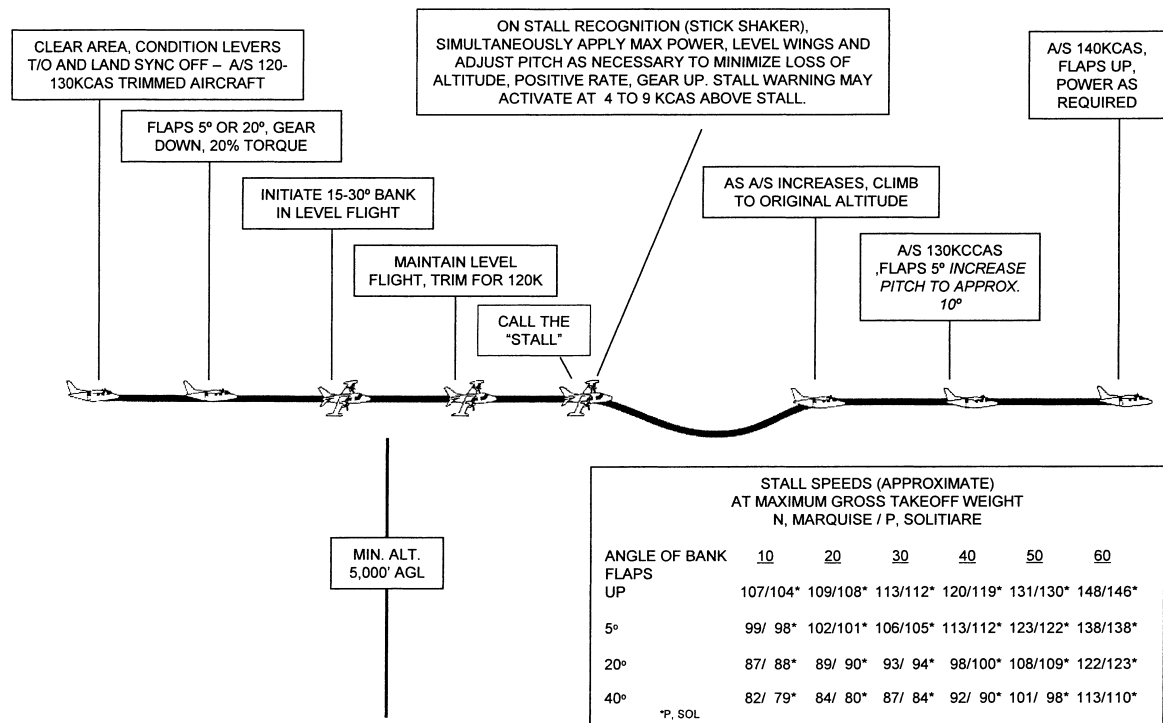 CLEAR AREA, CONDITION LEVERS
T/O AND LAND SYNC OFF – A/S 120-
130KCAS TRIMMED AIRCRAFT
FLAPS 5º OR 20º, GEAR
DOWN, 20% TORQUE
INITIATE 15-30º BANK
IN LEVEL FLIGHT
MAINTAIN LEVEL
FLIGHT, TRIM FOR 120K
CALL THE
“STALL”
ON STALL RECOGNITION (STICK SHAKER),
SIMULTANEOUSLY APPLY MAX POWER, LEVEL WINGS AND
ADJUST PITCH AS NECESSARY TO MINIMIZE LOSS OF
ALTITUDE, POSITIVE RATE, GEAR UP. STALL WARNING MAY
ACTIVATE AT 4 TO 9 KCAS ABOVE STALL.
AS A/S INCREASES, CLIMB
TO ORIGINAL ALTITUDE
A/S 130KCCAS
,FLAPS 5º INCREASE
PITCH TO APPROX.
10º
A/S 140KCAS,
FLAPS UP,
POWER AS
REQUIRED
MIN. ALT.
5,000' AGL
STALL SPEEDS (APPROXIMATE)
AT MAXIMUM GROSS TAKEOFF WEIGHT
N, MARQUISE / P, SOLITIARE
ANGLE OF BANK 10 20 30 40 50 60
FLAPS
UP 107/104* 109/108* 113/112* 120/119* 131/130* 148/146*
5º 99/ 98* 102/101* 106/105* 113/112* 123/122* 138/138*
20º 87/ 88* 89/ 90* 93/ 94* 98/100* 108/109* 122/123*
40º 82/ 79* 84/ 80* 87/ 84* 92/ 90* 101/ 98* 113/110*
*P, SOL